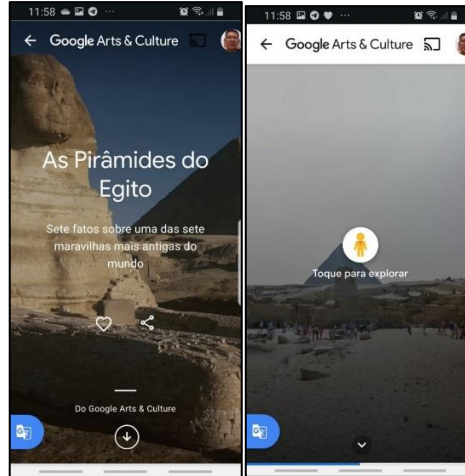 11:58
Google Arts & Culture
As Pirâmides do
Egito
Sete fatos sobre uma das sete
maravilhas mais antigas do
mundo
Do Google Arts & Culture
11:58
Google Arts & Culture
Toque para explorar